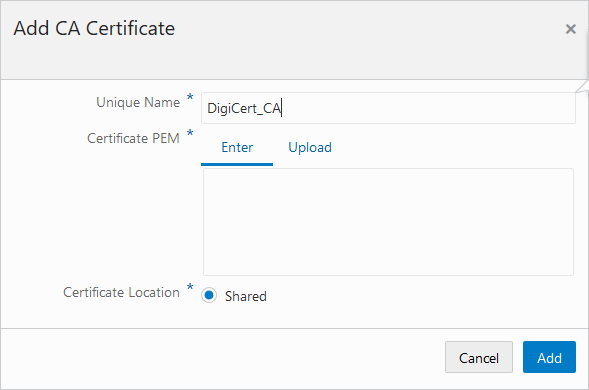 Add CA Certificate
×
Unique Name *
DigiCert_CA
Certificate PEM *
Enter Upload
Certificate Location *
Shared
Cancel Add